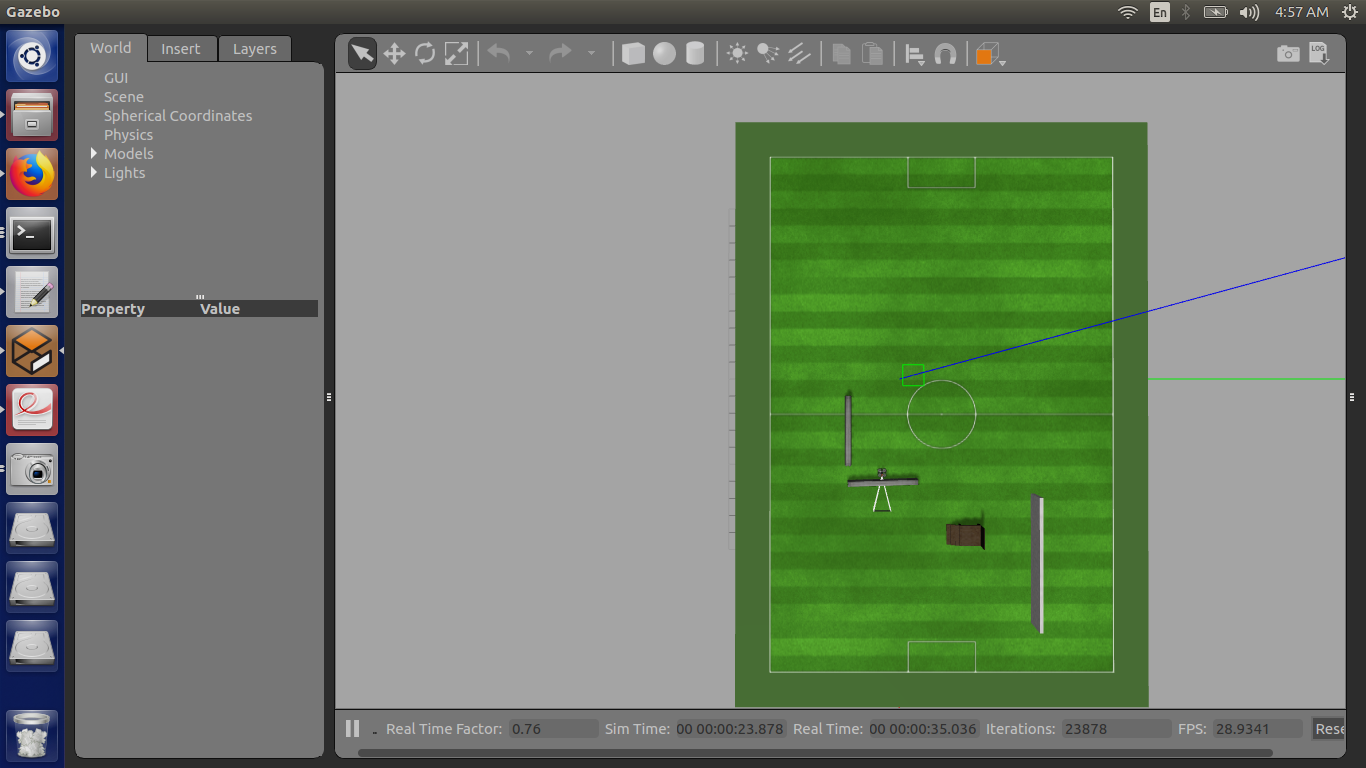 Gazebo
En
4:57 AM
World
Insert
Layers
LOG
GUI
Scene
Spherical Coordinates
Physics
Models
Lights
Property Value
Real Time Factor: 0.76 Sim Time: 00 00:00:23.878 Real Time: 00 00:00:35.036 Iterations: 23878 FPS: 28.9341 Rese